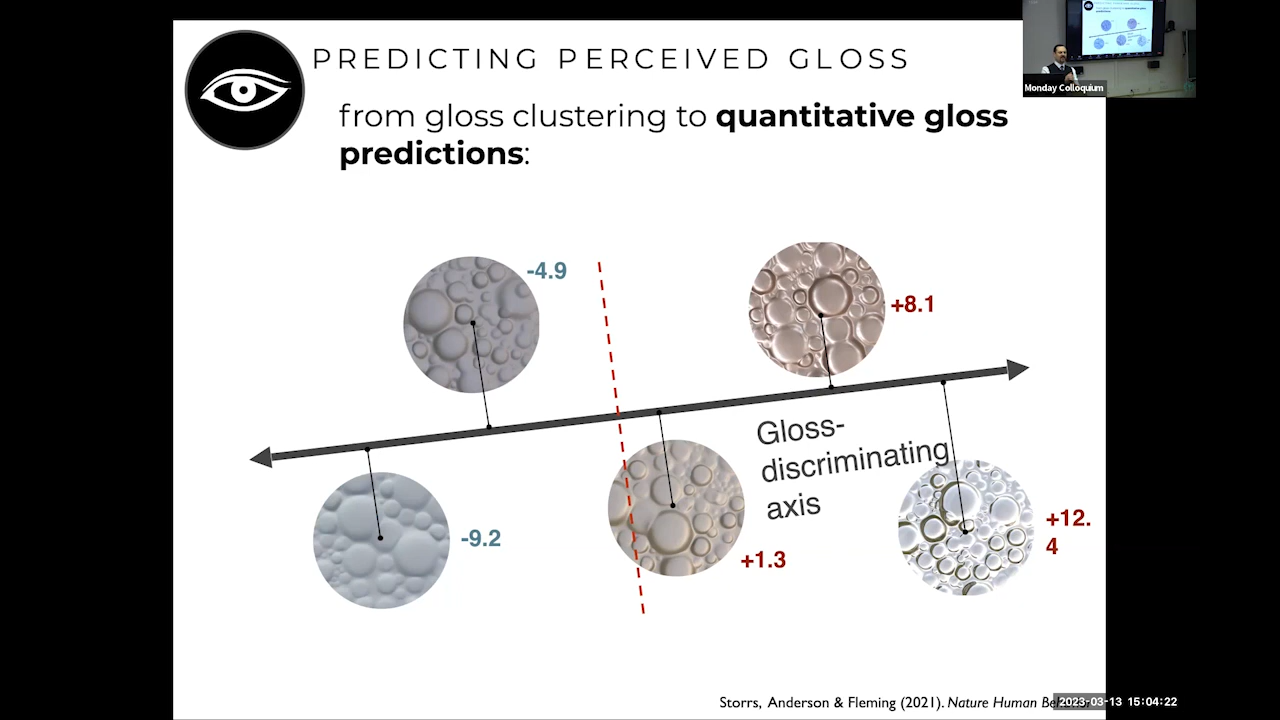 PREDICTING PERCEIVED GLOSS
from gloss clustering to quantitative gloss
predictions:
Monday Colloquium
-4.9
+8.1
Gloss-
discriminating
axis
-9.2
+1.3
+12.
4
Storrs, Anderson & Fleming (2021). Nature Human
2023-03-13 15:04:22